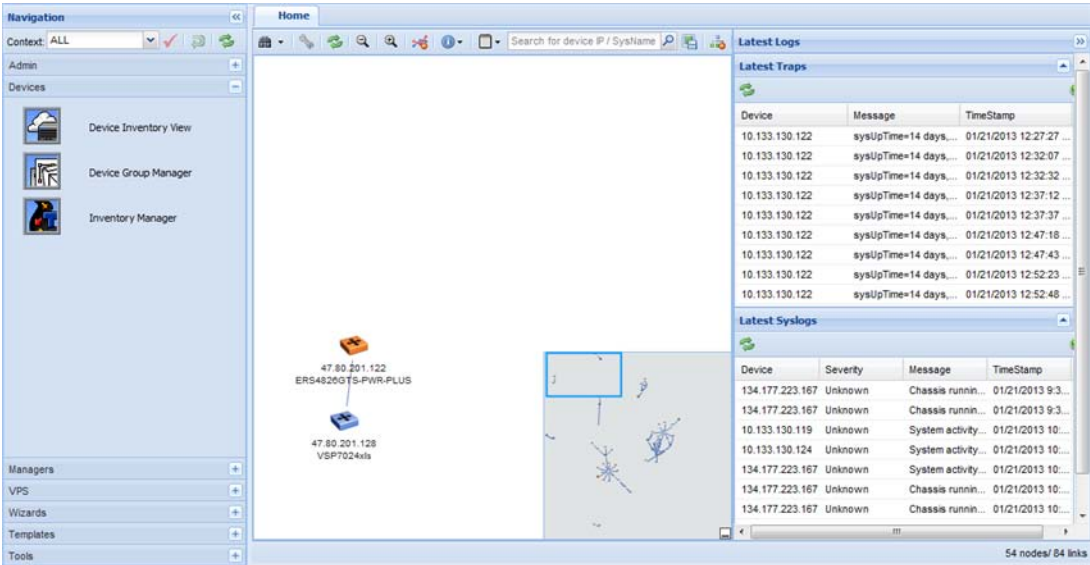 Navigation
Home
Context: ALL
Search for device IP / SysName
Latest Logs
Admin
Latest Traps
Devices
Device Message TimeStamp
Device Inventory View
10.133.130.122 sysUpTime=14 days,... 01/21/2013 12:27:27 ...
10.133.130.122 sysUpTime=14 days,... 01/21/2013 12:32:07 ...
Device Group Manager
10.133.130.122 sysUpTime=14 days,... 01/21/2013 12:32:32 ...
10.133.130.122 sysUpTime=14 days,... 01/21/2013 12:37:12 ...
Inventory Manager
10.133.130.122 sysUpTime=14 days,... 01/21/2013 12:37:37 ...
10.133.130.122 sysUpTime=14 days,... 01/21/2013 12:47:18 ...
10.133.130.122 sysUpTime=14 days,... 01/21/2013 12:47:43 ...
10.133.130.122 sysUpTime=14 days,... 01/21/2013 12:52:23 ...
10.133.130.122 sysUpTime=14 days,... 01/21/2013 12:52:48 ...
Latest Syslogs
47.80.201.122
ERS4826GTS-PWR-PLUS
Device Severity Message TimeStamp
134.177.223.167 Unknown Chassis runnin... 01/21/2013 9:3...
134.177.223.167 Unknown Chassis runnin... 01/21/2013 9:3...
10.133.130.119 Unknown System activity... 01/21/2013 10:...
47.80.201.128
VSP7024xls
10.133.130.124 Unknown System activity... 01/21/2013 10:...
Managers
134.177.223.167 Unknown System activity... 01/21/2013 10:...
VPS
134.177.223.167 Unknown Chassis runnin... 01/21/2013 10:...
Wizards
134.177.223.167 Unknown Chassis runnin... 01/21/2013 10:...
Templates
Tools
54 nodes/ 84 links